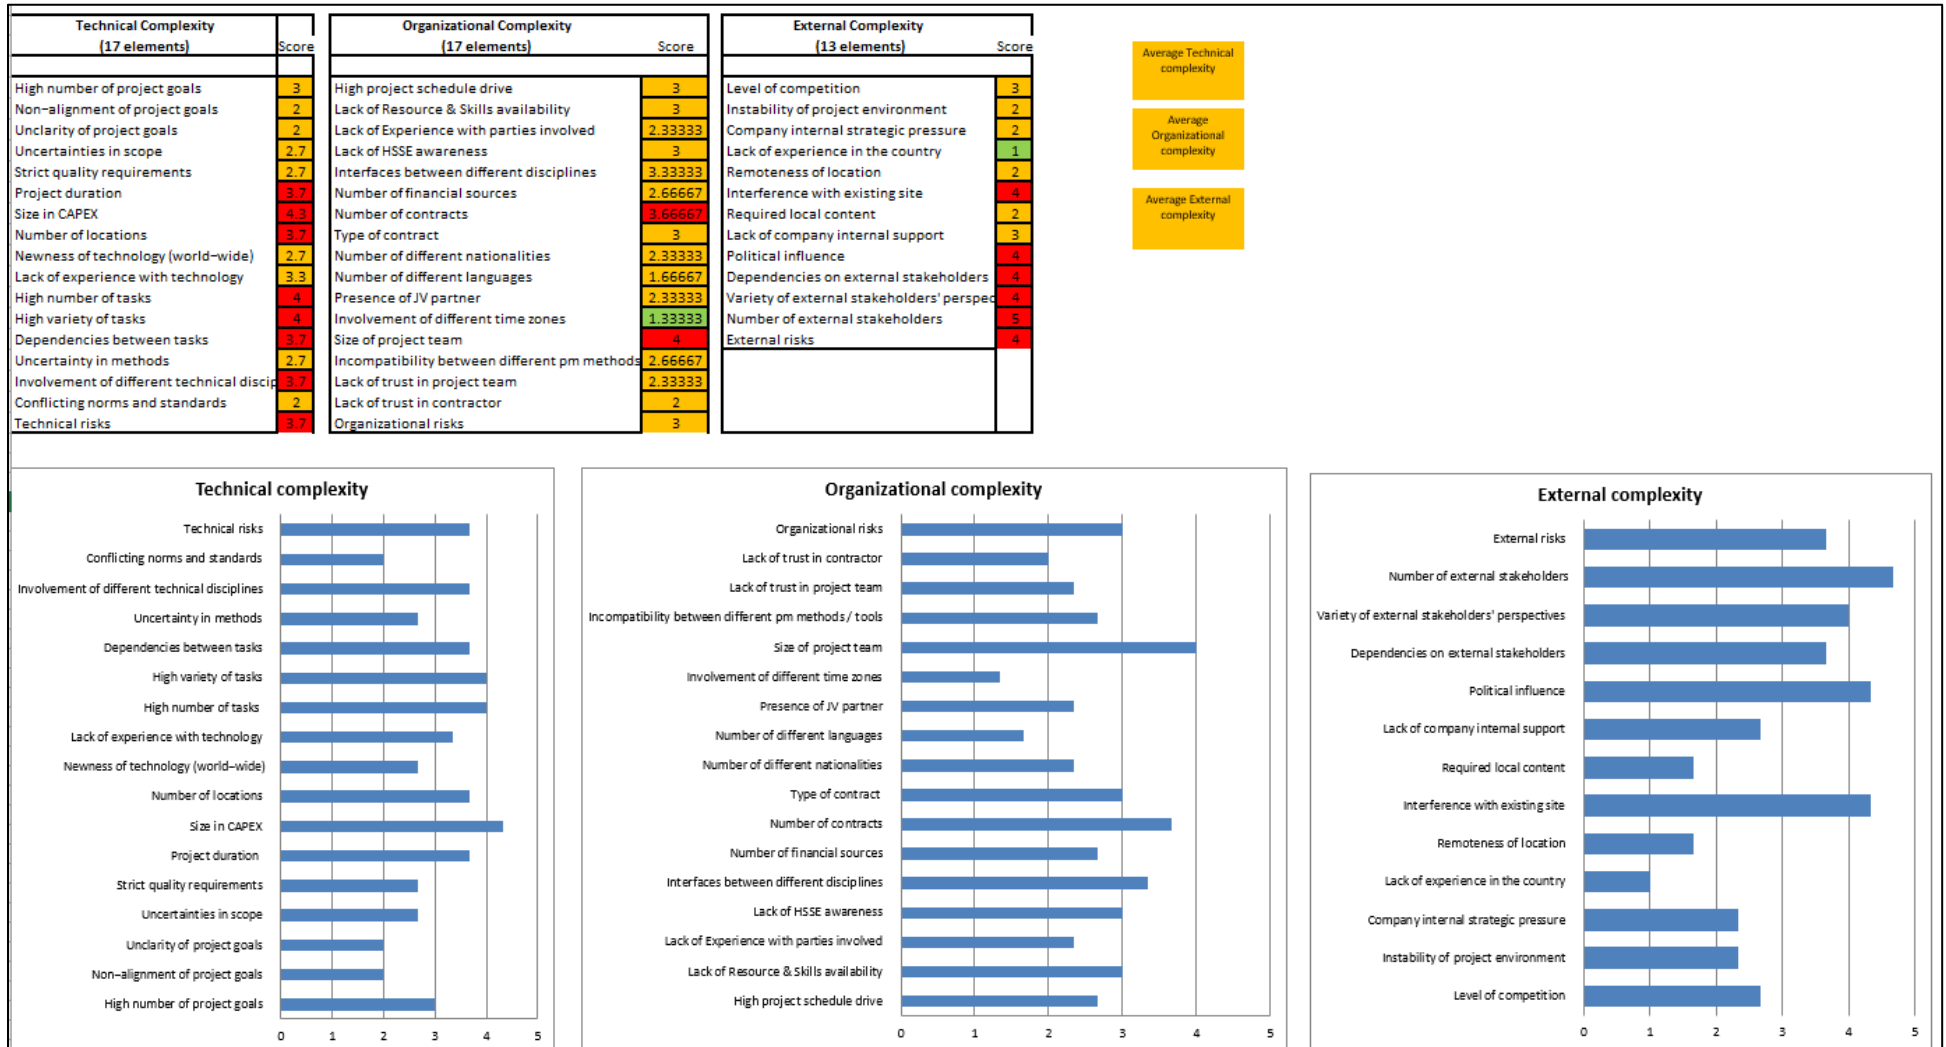 Technical Complexity
(17 elements) Score
High number of project goals 3
Non−alignment of project goals 2
Unclarity of project goals 2
Uncertainties in scope 2.7
Strict quality requirements 2.7
Project duration 3.7
Size in CAPEX 4.3
Number of locations 3.7
Newness of technology (world−wide) 2.7
Lack of experience with technology 3.3
High number of tasks 4
High variety of tasks 4
Dependencies between tasks 3.7
Uncertainty in methods 2.7
Involvement of different technical discip 3.7
Conflicting norms and standards 2
Technical risks 3.7
Organizational Complexity
(17 elements) Score
High project schedule drive 3
Lack of Resource & Skills availability 3
Lack of Experience with parties involved 2.33333
Lack of HSSE awareness 3
Interfaces between different disciplines 3.33333
Number of financial sources 2.66667
Number of contracts 3.66667
Type of contract 3
Number of different nationalities 2.33333
Number of different languages 1.66667
Presence of JV partner 2.33333
Involvement of different time zones 1.33333
Size of project team 4
Incompatibility between different pm methods 2.66667
Lack of trust in project team 2.33333
Lack of trust in contractor 2
Organizational risks 3
External Complexity
(13 elements) Score
Level of competition 3
Instability of project environment 2
Company internal strategic pressure 2
Lack of experience in the country 1
Remoteness of location 2
Interference with existing site 4
Required local content 2
Lack of company internal support 3
Political influence 4
Dependencies on external stakeholders 4
Variety of external stakeholders' perspec 4
Number of external stakeholders 5
External risks 4
Average Technical
complexity
Average
Organizational
complexity
Average External
complexity
Technical complexity
Technical risks
Conflicting norms and standards
Involvement of different technical disciplines
Uncertainty in methods
Dependencies between tasks
High variety of tasks
High number of tasks
Lack of experience with technology
Newness of technology (world−wide)
Number of locations
Size in CAPEX
Project duration
Strict quality requirements
Uncertainties in scope
Unclarity of project goals
Non−alignment of project goals
High number of project goals
0 1 2 3 4 5
Organizational complexity
Organizational risks
Lack of trust in contractor
Lack of trust in project team
Incompatibility between different pm methods / tools
Size of project team
Involvement of different time zones
Presence of JV partner
Number of different languages
Number of different nationalities
Type of contract
Number of contracts
Number of financial sources
Interfaces between different disciplines
Lack of HSSE awareness
Lack of Experience with parties involved
Lack of Resource & Skills availability
High project schedule drive
0 1 2 3 4 5
External complexity
External risks
Number of external stakeholders
Variety of external stakeholders' perspectives
Dependencies on external stakeholders
Political influence
Lack of company internal support
Required local content
Interference with existing site
Remoteness of location
Lack of experience in the country
Company internal strategic pressure
Instability of project environment
Level of competition
0 1 2 3 4 5